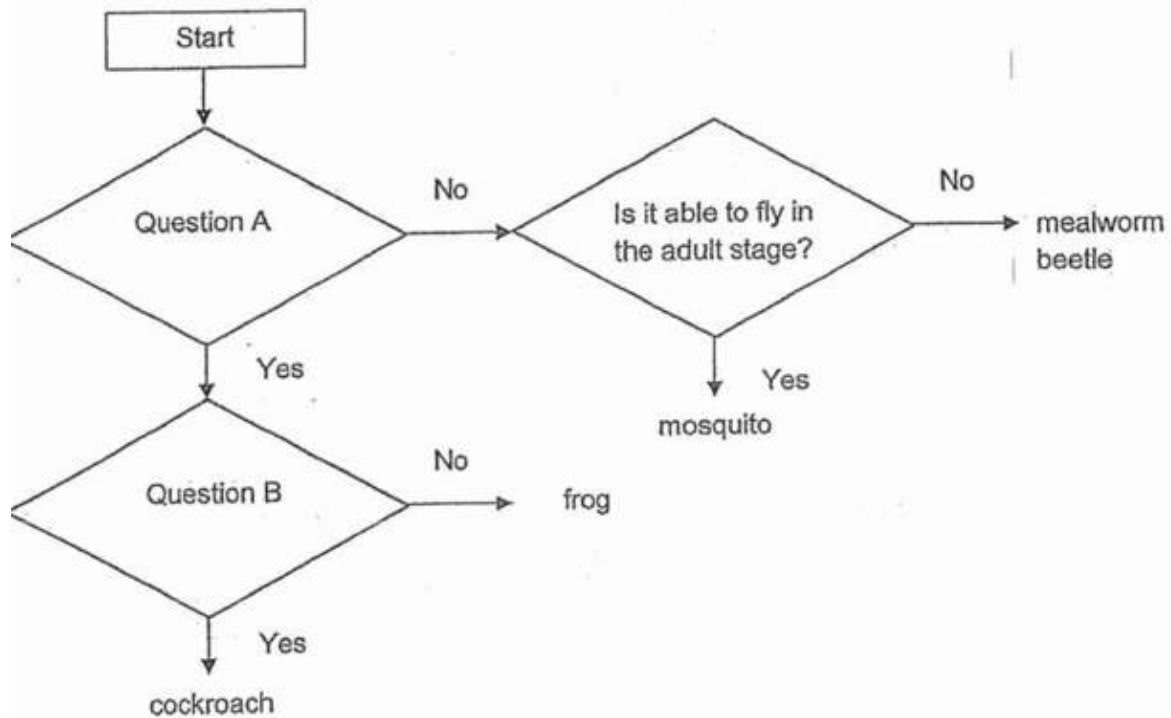 Start
Question A
No
Is it able to fly in
the adult stage?
No
mealworm
beetle
Yes
Yes
mosquito
Question B
No
frog
Yes
cockroach